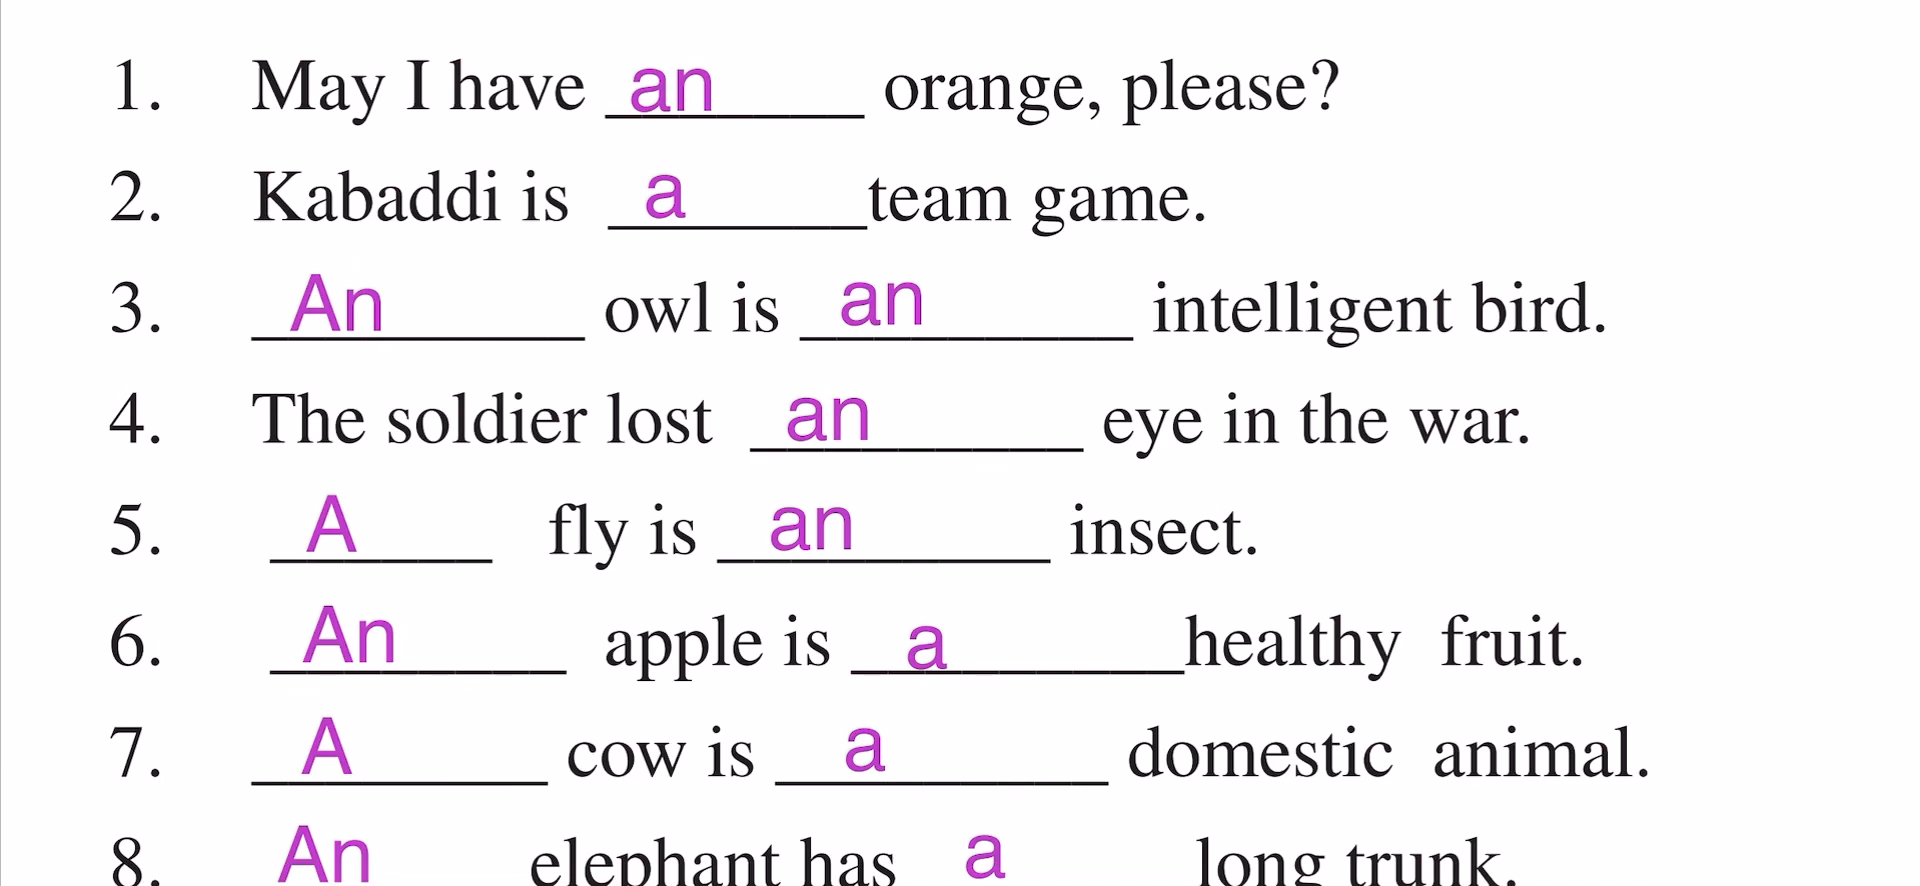 1. May I have an orange, please?
2. Kabaddi is a team game.
3. An owl is an intelligent bird.
4. The soldier lost an eye in the war.
5. A fly is an insect.
6. An apple is a healthy fruit.
7. A cow is a domestic animal.
8. An elephant has a long trunk.